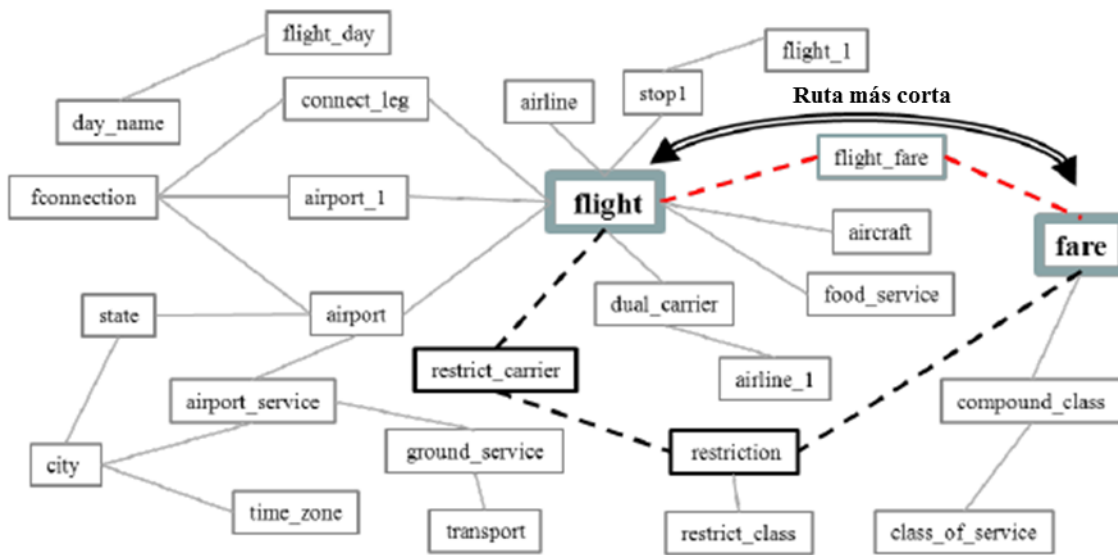 flight_day
flight_1
connect_leg
airline
stop1
Ruta más corta
day_name
flight_fare
fconnection
airport_1
flight
aircraft
fare
state
airport
dual_carrier
food_service
restrict_carrier
airline_1
airport_service
compound_class
city
ground_service
restriction
time_zone
transport
restrict_class
class_of_service